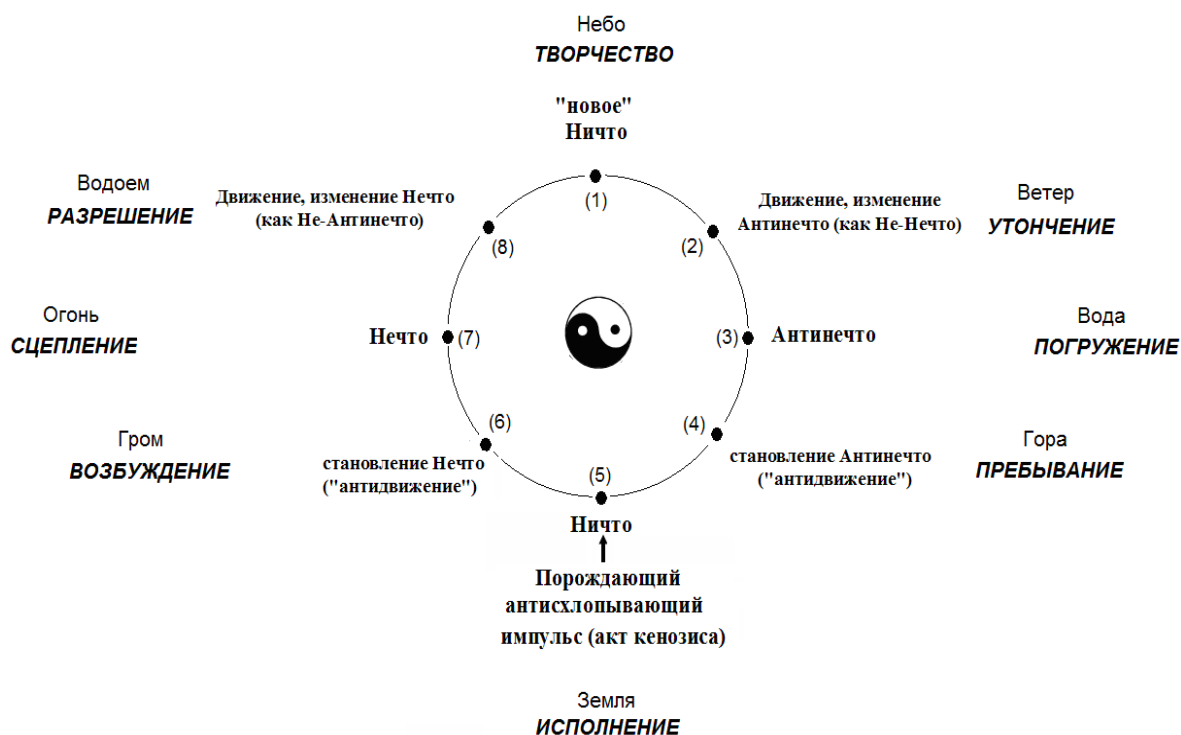 Небо
ТВОРЧЕСТВО
"новое"
Ничто
Водоем
РАЗРЕШЕНИЕ
Движение, изменение Нечто
(как Не-Антинечто)
(1)
Движение, изменение
Антинечто (как Не-Нечто)
Ветер
УТОНЧЕНИЕ
(8)
(2)
Огонь
СЦЕПЛЕНИЕ
Нечто
(7)
(3)
Антинечто
Вода
ПОГРУЖЕНИЕ
Гром
ВОЗБУЖДЕНИЕ
(6)
становление Нечто
("антидвижение")
(4)
становление Антинечто
("антидвижение")
Гора
ПРЕБЫВАНИЕ
(5)
Ничто
Порождающий
антисхлопывающий
импульс (акт кенозиса)
Земля
ИСПОЛНЕНИЕ